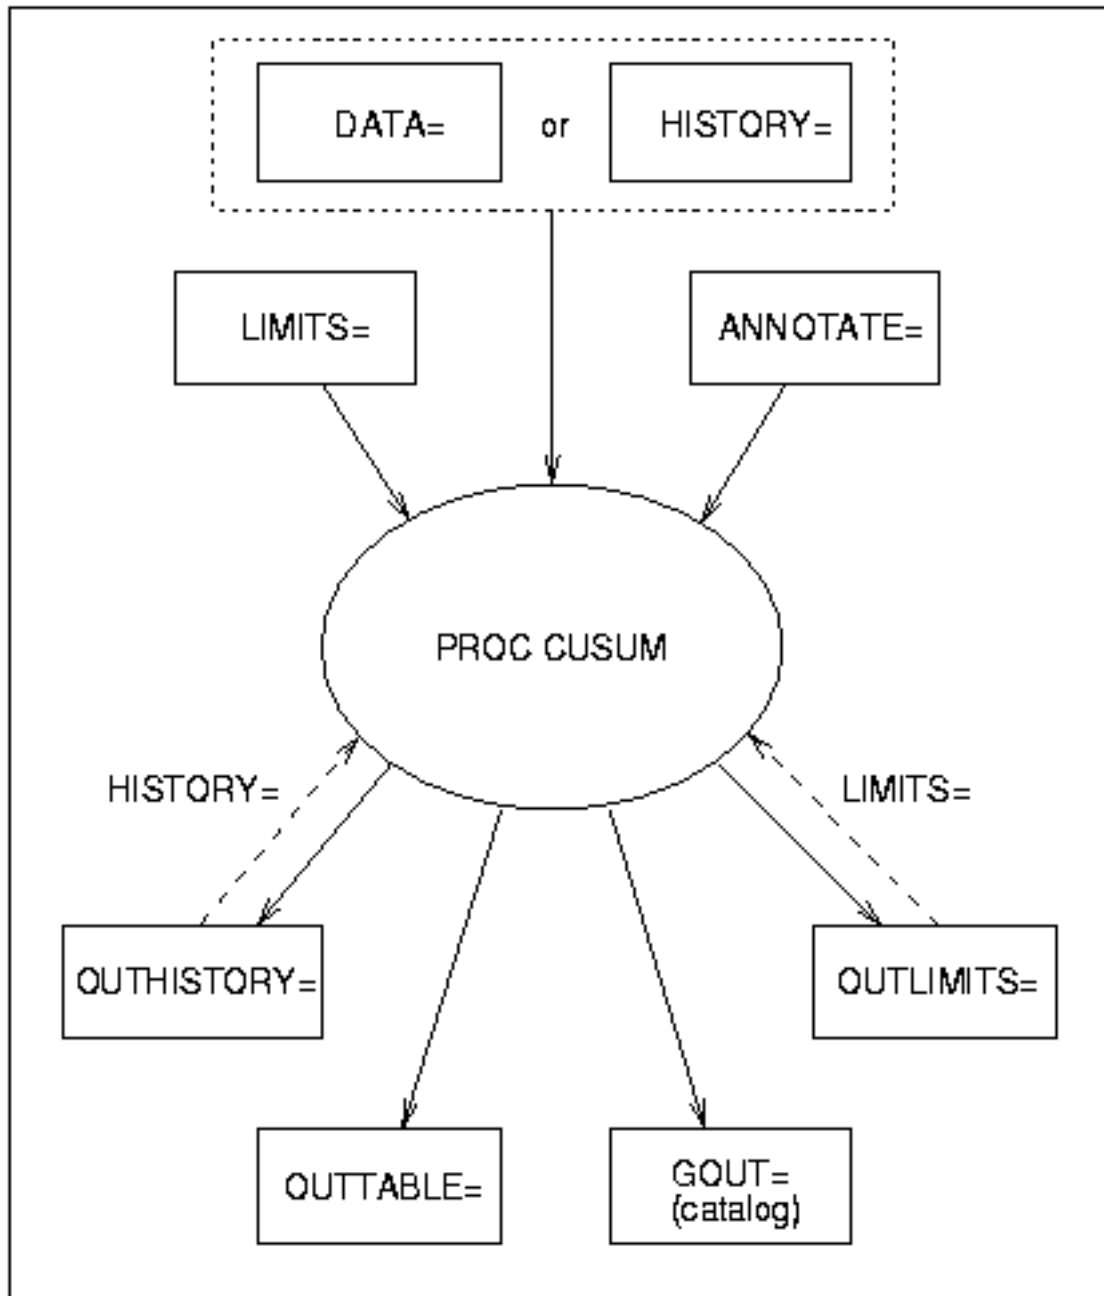 DATA= or HISTORY=
LIMITS= ANNOTATE=
PROC CUSUM
HISTORY= LIMITS=
OUTHISTORY= OUTLIMITS=
OUTTABLE= GOUT=
(catalog)